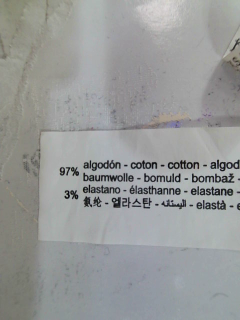 algodón - coton - cotton - algod
97%
baumwolle - bomuld - bombaž -
elastano - élasthanne - elastane -
3%
氨纶 - 엘라스탄 - اليستانه - elastà - e